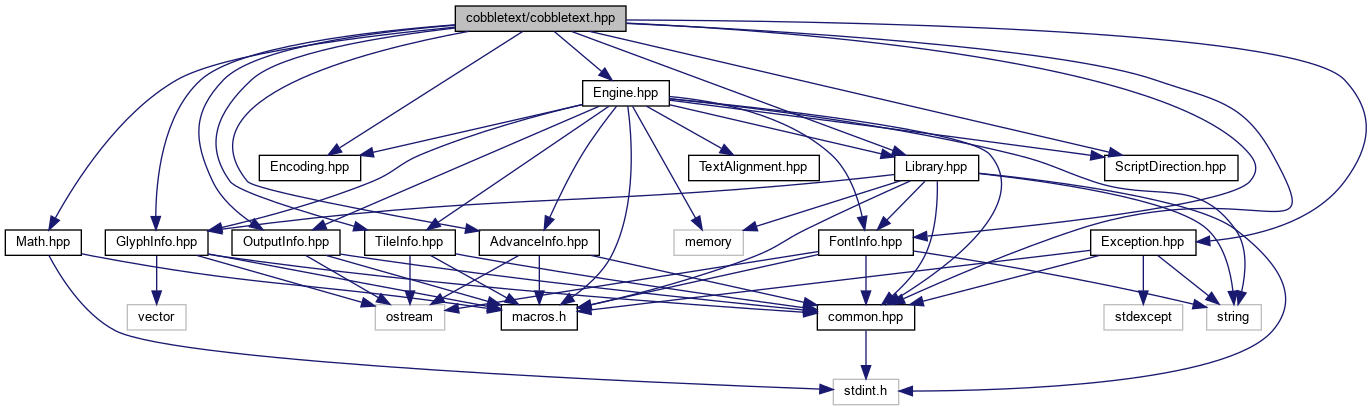 cobbletext/cobbletext.hpp
Engine.hpp
Encoding.hpp
TextAlignment.hpp
Library.hpp
ScriptDirection.hpp
Math.hpp
GlyphInfo.hpp
OutputInfo.hpp
TileInfo.hpp
AdvanceInfo.hpp
memory
FontInfo.hpp
Exception.hpp
vector
ostream
macros.h
common.hpp
stdexcept
string
stdint.h